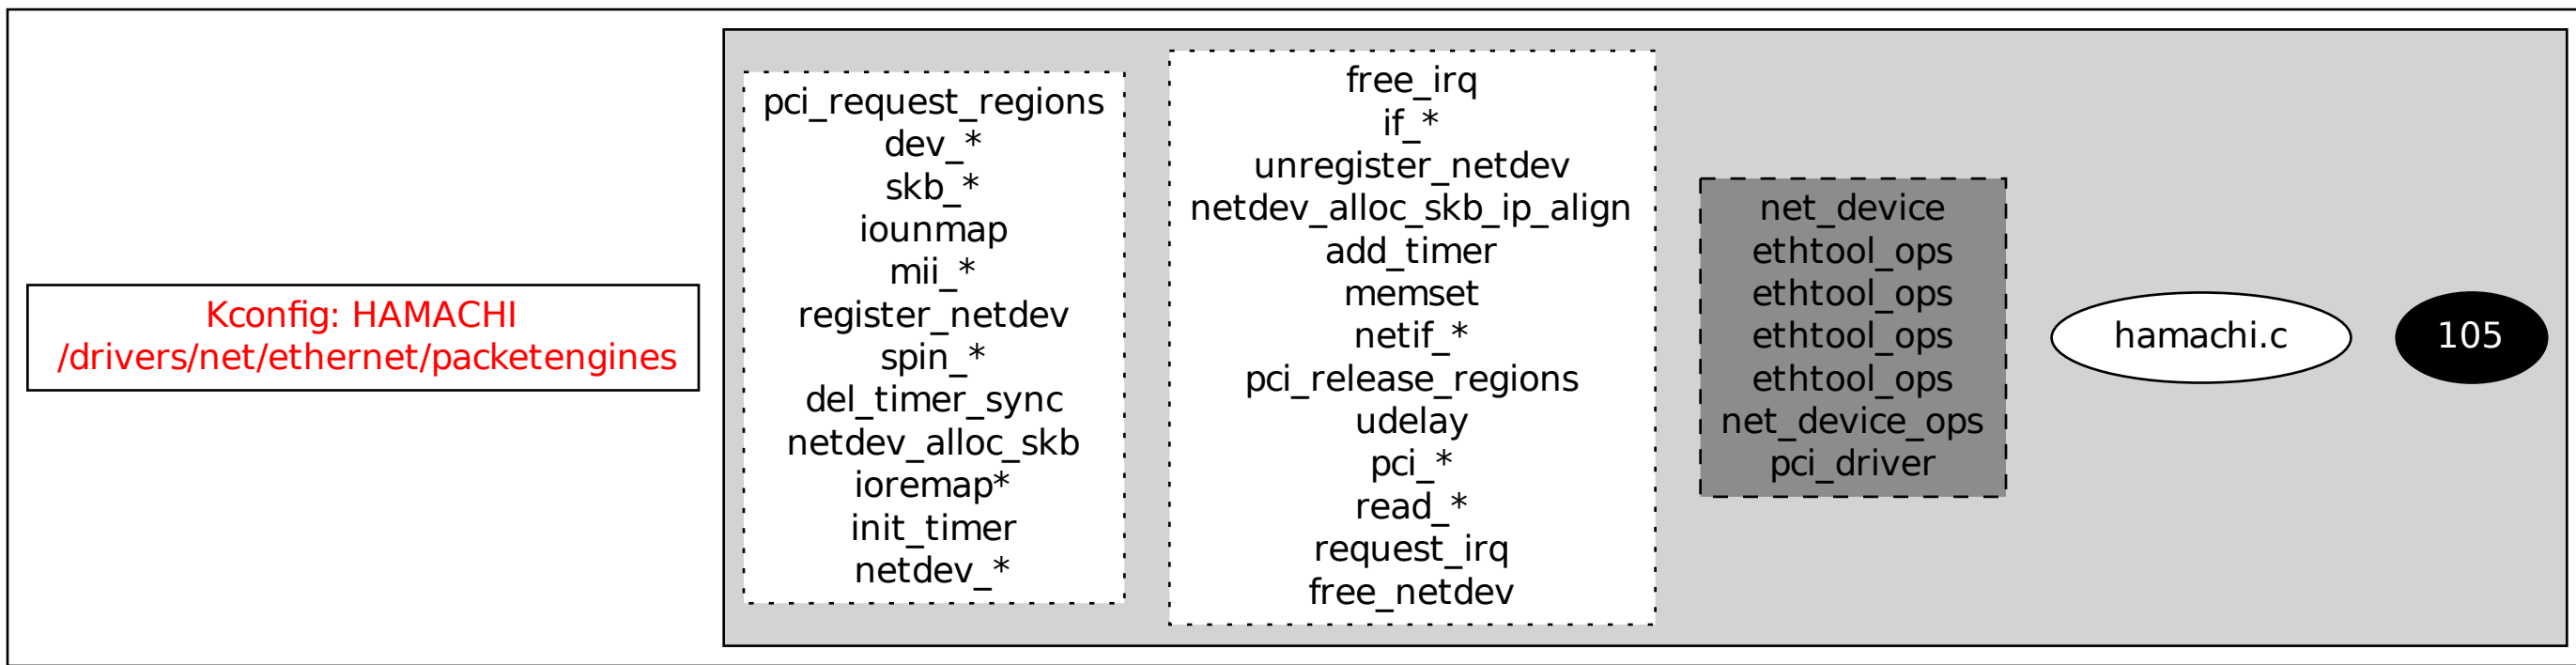 Kconfig: HAMACHI
/drivers/net/ethernet/packetengines
pci_request_regions
dev_*
skb_*
iounmap
mii_*
register_netdev
spin_*
del_timer_sync
netdev_alloc_skb
ioremap*
init_timer
netdev_*
free_irq
if_*
unregister_netdev
netdev_alloc_skb_ip_align
add_timer
memset
netif_*
pci_release_regions
udelay
pci_*
read_*
request_irq
free_netdev
net_device
ethtool_ops
ethtool_ops
ethtool_ops
ethtool_ops
net_device_ops
pci_driver
hamachi.c
105